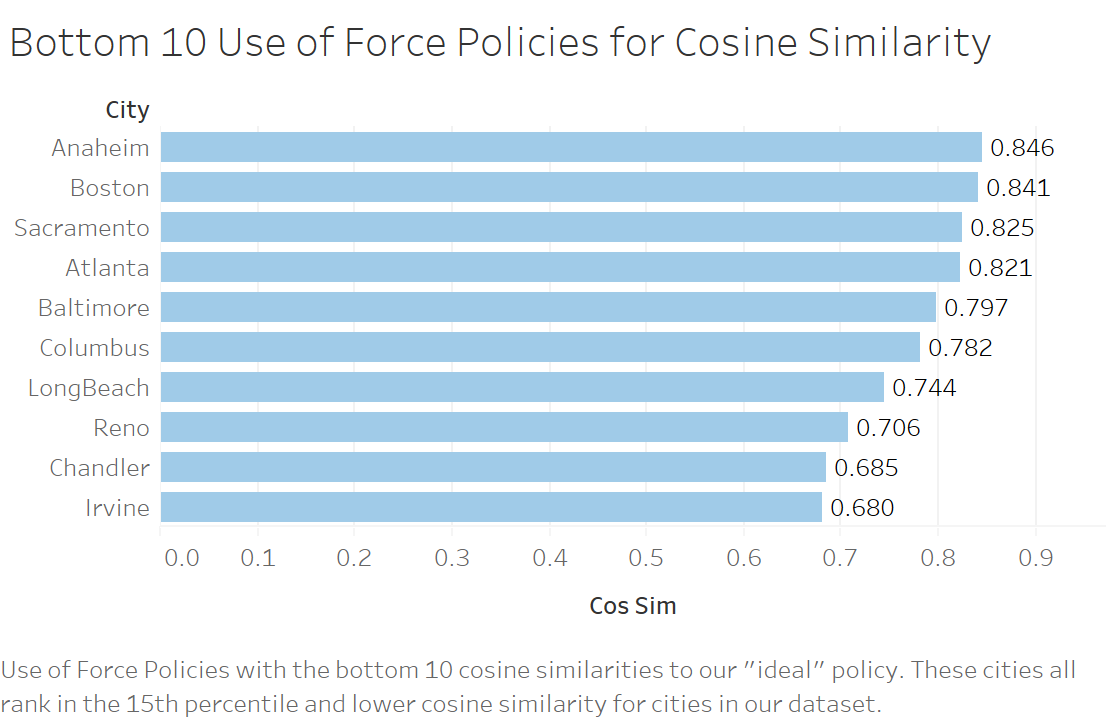 Bottom 10 Use of Force Policies for Cosine Similarity
City
Anaheim 0.846
Boston 0.841
Sacramento 0.825
Atlanta 0.821
Baltimore 0.797
Columbus 0.782
LongBeach 0.744
Reno 0.706
Chandler 0.685
Irvine 0.680
0.0 0.1 0.2 0.3 0.4 0.5 0.6 0.7 0.8 0.9
Cos Sim
Use of Force Policies with the bottom 10 cosine similarities to our "ideal" policy. These cities all
rank in the 15th percentile and lower cosine similarity for cities in our dataset.